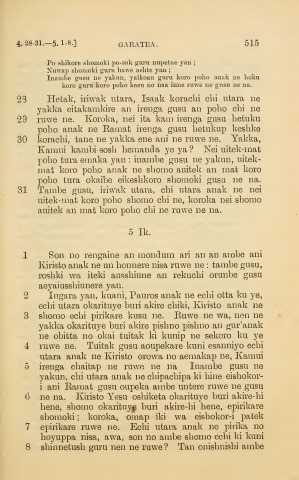 4. 28-31.—5. 1-8.] GARATEA. 515
Po shikore shomoki po-sak guru nupetne yan ;
Nuwap shomoki guru hawe ashte yan ;
Inambe gusu ne yakun, yaikoan guru koro poho anak ne hoku
koro guru koro poho kasu no usa inne ruwe ne gusu ne na.
28 Hetak, iriwak utara, Isaak korachi chi utara ne
yakka eitakamkire an irenga gusu an poho chi ne
29 ruwe ne. Koroka, nei ita kam irenga gusu hetuku
poho anak ne Ramat irenga gusu hetukup keshke
30 korachi, tane ne yakka ene ani ne ruwe ne. Yakka,
Kamui kambi-sosh hemanda ye ya? Nei uitek-mat
poho tura emaka yan : inambe gusu ne yakun, uitek-
mat koro poho anak ne shomo auitek an mat koro
poho tura okaibe eikeshkoro shomoki gusu ne na.
31 Tambe gusu, iriwak utara, chi utara anak ne nei
uitek-mat koro poho shomo chi ne, koroka nei shomo
auitek an mat koro poho chi ne ruwe ne na.
5 Ik.
1 Son no rengaine an mondum ari an an ambe ani
Kiristo anak ne un honnere nisa ruwe ne : tambe gusu,
roshki wa iteki ausshiune an rekuchi orunbe gusu
aeyaiusshiunere yan.
2 Ingara yan, kuani, Pauros anak ne echi otta ku ye,
echi utara okarituye buri akire chiki, Kiristo anak ne
3 shomo echi pirikare kusu ne. Ruwe ne wa, nen ne
yakka okarituye buri akire pishno pishno an gur'anak
ne obitta no okai tuitak ki kunip ne sekoro ku ye
4 ruwe ne. Tuitak gusu aoupekare kuni esanniyo echi
utara anak ne Kiristo orowa no aemakap ne, Kamui
5 irenga chaitap ne ruwe ne na Inambe gusu ne
yakun, chi utara anak ne chipachipa ki hine eishokor-
i ani Ramat gusu oupeka ambe untere ruwe ne gusu
6 ne na. Kiristo Yesu oshiketa okarituye buri akire-hi
hene, shomo okarituye buri akire-hi hene, epirikare
shomoki ; koroka, omap iki wa eishokor-i patek
7 epirikare ruwe ne. Echi utara anak ne pirika no
hoyuppa nisa, awa, son no ambe shomo echi ki kuni
8 shinnetush guru nen ne ruwe? Tan onishnishi ambe